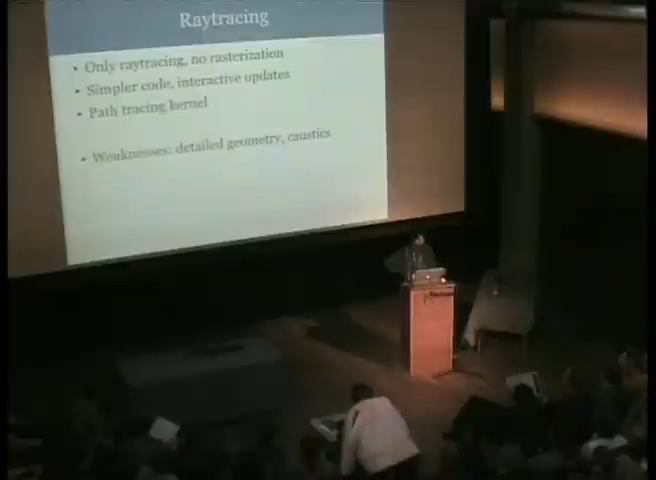 Raytracing
• Only raytracing, no rasterization
• Simpler code, interactive updates
• Path tracing kernel
• Weaknesses: detailed geometry, caustics